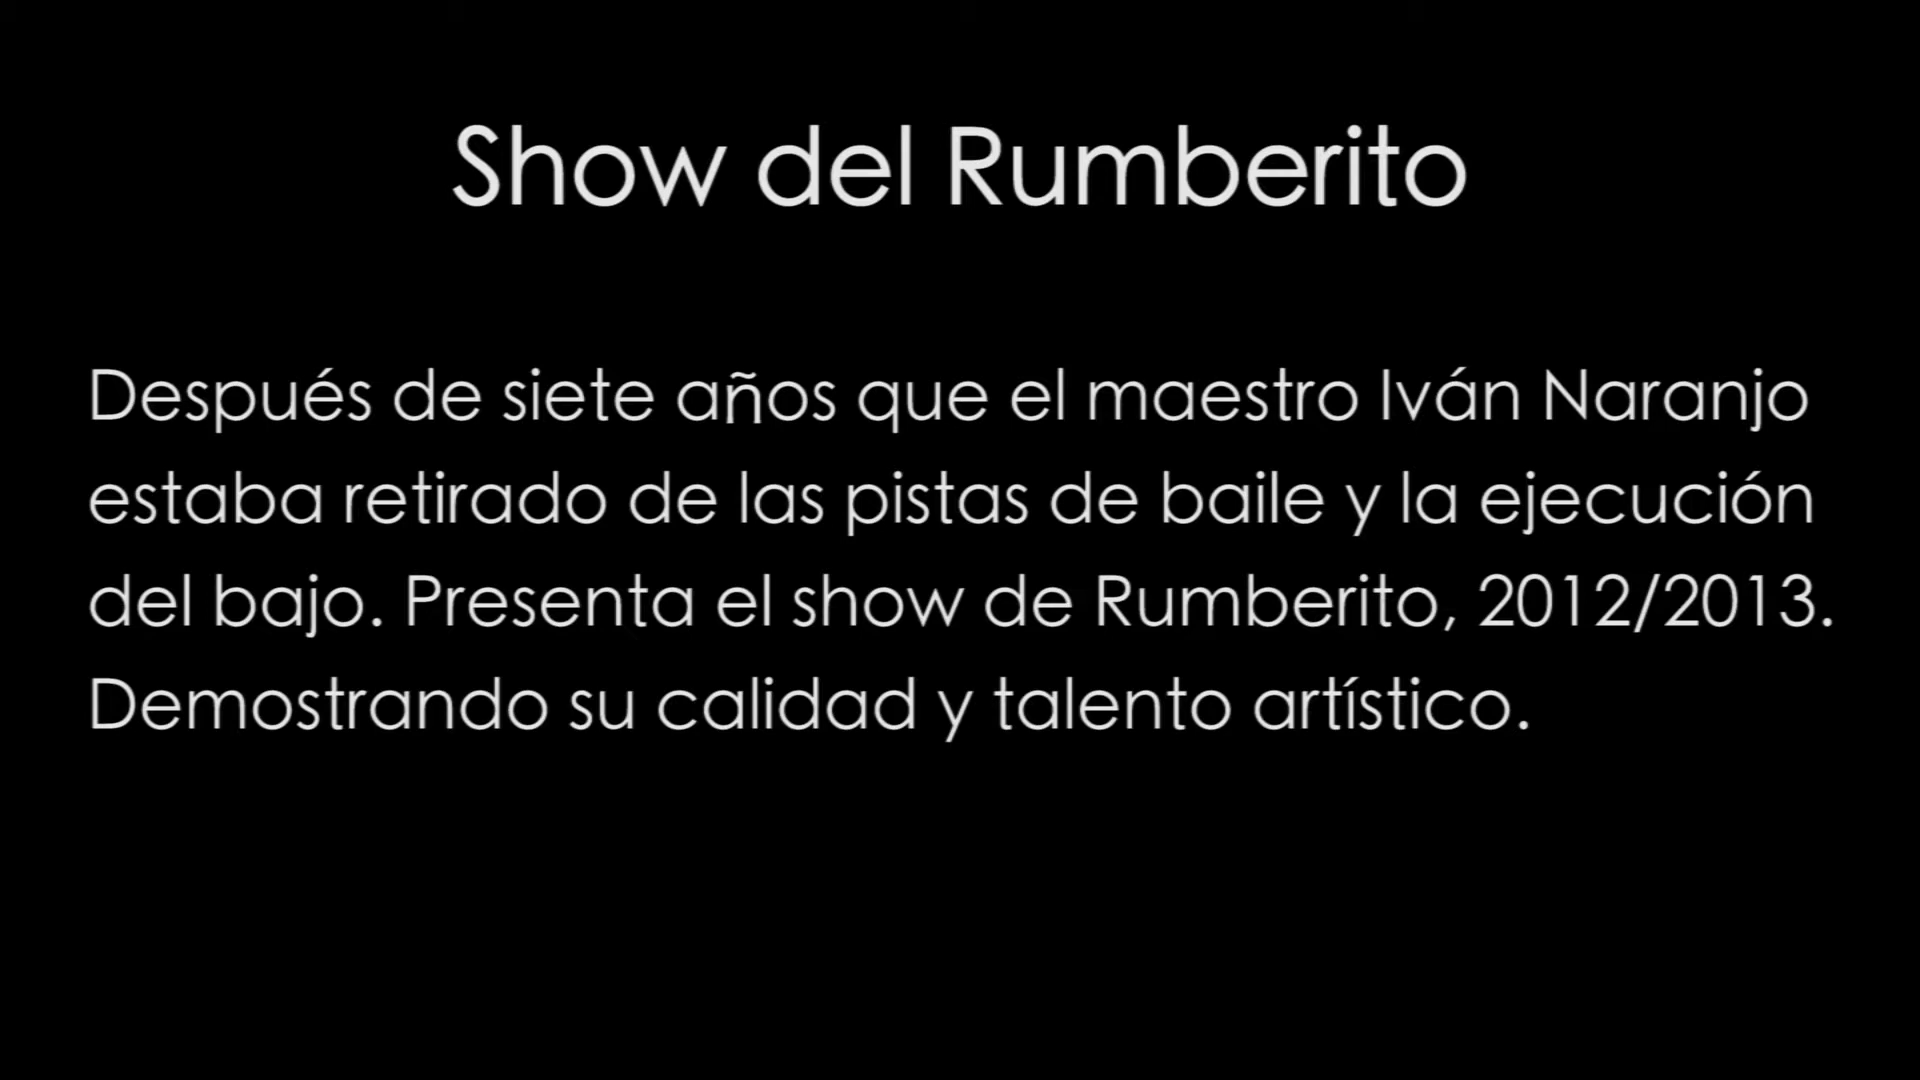 Show del Rumberito
Después de siete años que el maestro Iván Naranjo
estaba retirado de las pistas de baile y la ejecución
del bajo. Presenta el show de Rumberito, 2012/2013.
Demostrando su calidad y talento artístico.